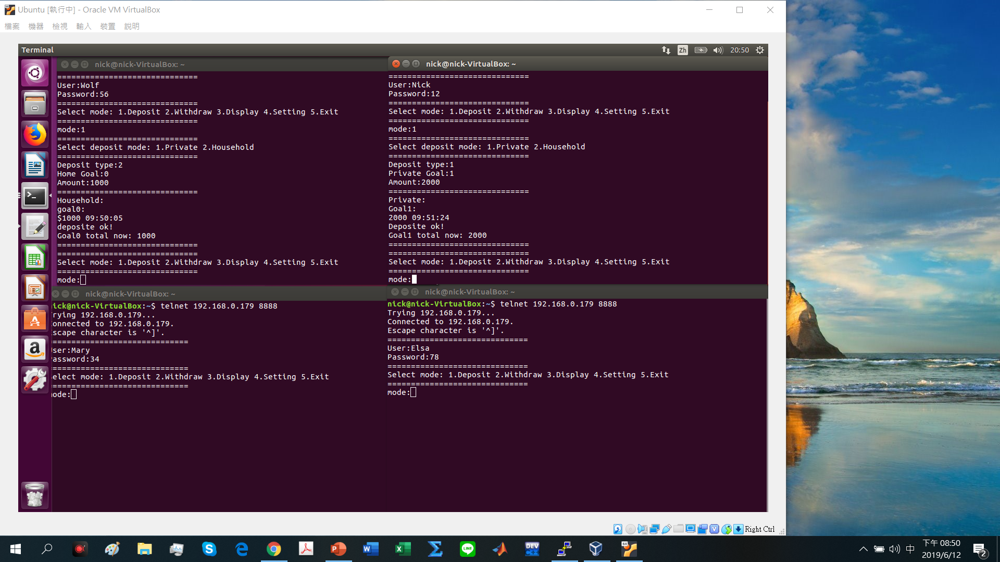 Ubuntu [執行中] - Oracle VM VirtualBox
檔案 機器 檢視 輸入 裝置 說明
Terminal
Zh
20:50
nick@nick-VirtualBox: ~
==============================
User:Wolf
Password:56
==============================
Select mode: 1.Deposit 2.Withdraw 3.Display 4.Setting 5.Exit
==============================
mode:1
==============================
Select deposit mode: 1.Private 2.Household
==============================
Deposit type:2
Home Goal:0
Amount:1000
==============================
Household:
goal0:
$1000 09:50:05
deposite ok!
Goal0 total now: 1000
==============================
==============================
Select mode: 1.Deposit 2.Withdraw 3.Display 4.Setting 5.Exit
==============================
mode:
nick@nick-VirtualBox: ~
==============================
User:Nick
Password:12
==============================
Select mode: 1.Deposit 2.Withdraw 3.Display 4.Setting 5.Exit
==============================
mode:1
==============================
Select deposit mode: 1.Private 2.Household
==============================
Deposit type:1
Private Goal:1
Amount:2000
==============================
Private:
Goal1:
2000 09:51:24
Deposite ok!
Goal1 total now: 2000
==============================
==============================
Select mode: 1.Deposit 2.Withdraw 3.Display 4.Setting 5.Exit
==============================
mode:
nick@nick-VirtualBox: ~
ick@nick-VirtualBox:~$ telnet 192.168.0.179 8888
rying 192.168.0.179...
onnected to 192.168.0.179.
scape character is '^]'.
==============================
ser:Mary
assword:34
==============================
elect mode: 1.Deposit 2.Withdraw 3.Display 4.Setting 5.Exit
==============================
ode:
nick@nick-VirtualBox: ~
nick@nick-VirtualBox:~$ telnet 192.168.0.179 8888
Trying 192.168.0.179...
Connected to 192.168.0.179.
Escape character is '^]'.
==============================
User:Elsa
Password:78
==============================
Select mode: 1.Deposit 2.Withdraw 3.Display 4.Setting 5.Exit
==============================
mode:
Right Ctrl
LINE
DEV
C++
64
中
下午 08:50
2019/6/12
2